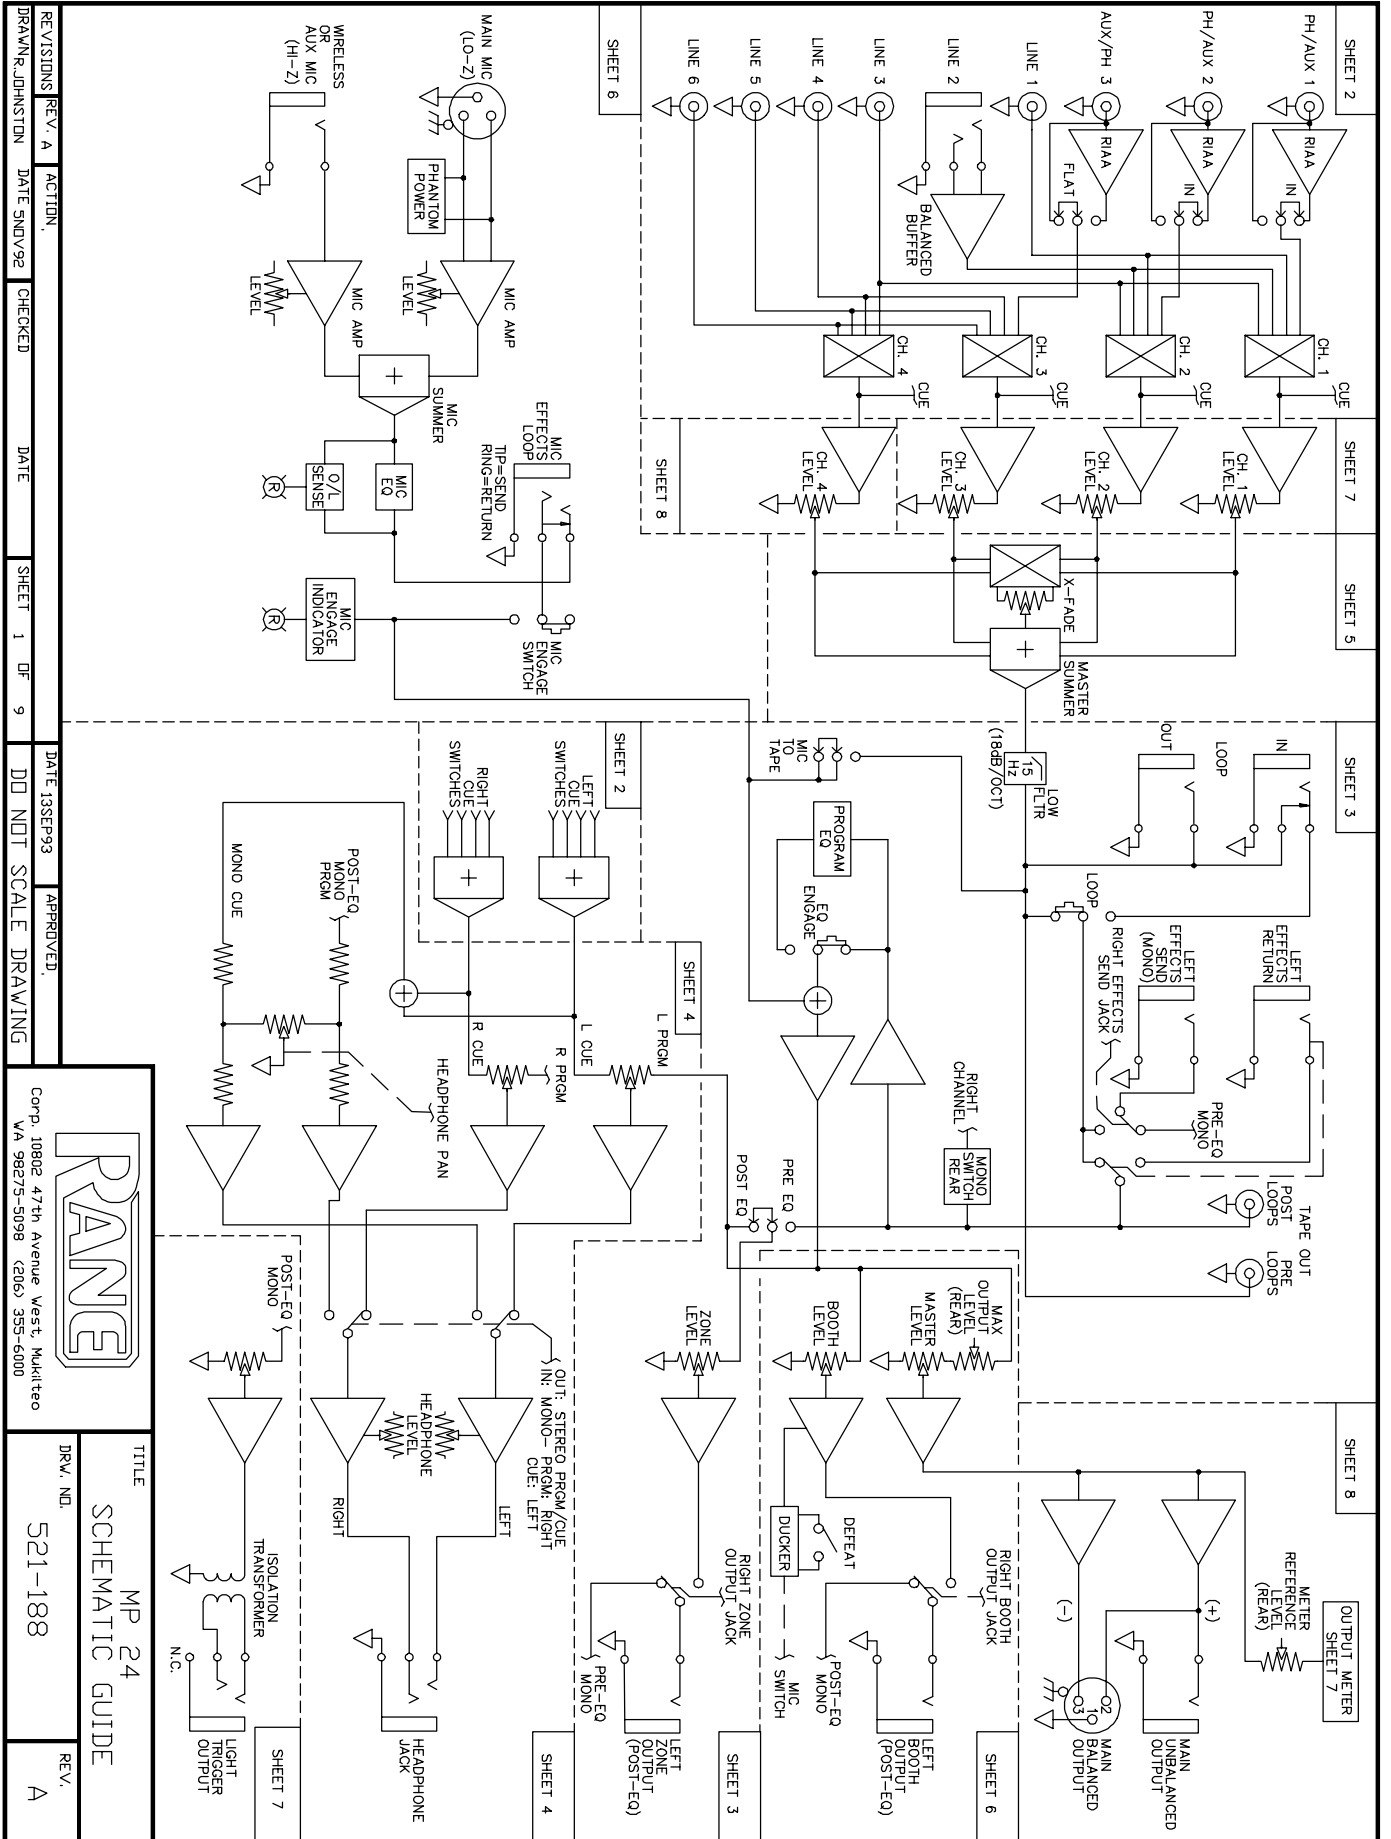 SHEET 2
PH/AUX 1
PH/AUX 2
AUX/PH 3
LINE 1
LINE 2
LINE 3
LINE 4
LINE 5
LINE 6
RIAA
IN
RIAA
IN
RIAA
FLAT
BALANCED
BUFFER
CH. 1
CH. 2
CH. 3
CH. 4
CUE
CUE
CUE
CUE
SHEET 7
CH. 1
LEVEL
CH. 2
LEVEL
CH. 3
LEVEL
CH. 4
LEVEL
SHEET 8
SHEET 5
X-FADE
MASTER
SUMMER
SHEET 6
MAIN MIC
(LO-Z)
WIRELESS
OR
AUX MIC
(HI-Z)
PHANTOM
POWER
MIC AMP
LEVEL
MIC AMP
LEVEL
MIC
SUMMER
MIC
EQ
O/L
SENSE
R
MIC
EFFECTS
LOOP
TIP=SEND
RING=RETURN
MIC
ENGAGE
SWITCH
MIC
ENGAGE
INDICATOR
R
SHEET 3
IN
LOOP
OUT
LOW
FLTR
15
Hz
(18dB/OCT)
MIC
TO
TAPE
LOOP
LEFT
EFFECTS
RETURN
LEFT
EFFECTS
SEND
(MONO)
RIGHT EFFECTS
SEND JACK
PRE-EQ
MONO
TAPE OUT
POST
LOOPS
PRE
LOOPS
PROGRAM
EQ
EQ
ENGAGE
RIGHT
CHANNEL
MONO
SWITCH
REAR
PRE EQ
POST EQ
SHEET 2
LEFT
CUE
SWITCHES
RIGHT
CUE
SWITCHES
SHEET 4
L PRGM
L CUE
R PRGM
R CUE
POST-EQ
MONO
PRGM
MONO CUE
HEADPHONE PAN
MAX
OUTPUT
LEVEL
(REAR)
MASTER
LEVEL
BOOTH
LEVEL
ZONE
LEVEL
SHEET 8
OUTPUT METER
SHEET 7
METER
REFERENCE
LEVEL
(REAR)
(+)
(-)
2
1
3
MAIN
UNBALANCED
OUTPUT
MAIN
BALANCED
OUTPUT
SHEET 6
RIGHT BOOTH
OUTPUT JACK
DEFEAT
DUCKER
MIC
SWITCH
POST-EQ
MONO
LEFT
BOOTH
OUTPUT
(POST-EQ)
SHEET 3
RIGHT ZONE
OUTPUT JACK
PRE-EQ
MONO
LEFT
ZONE
OUTPUT
(POST-EQ)
SHEET 4
OUT: STEREO PRGM/CUE
IN: MONO- PRGM: RIGHT
CUE: LEFT
HEADPHONE
LEVEL
LEFT
RIGHT
HEADPHONE
JACK
POST-EQ
MONO
ISOLATION
TRANSFORMER
N.C.
LIGHT
TRIGGER
OUTPUT
SHEET 7
REVISIONS
REV. A
ACTION.
DATE 13SEP93
APPROVED.
DRAWN R.JOHNSTON
DATE 5NOV92
CHECKED
DATE
SHEET 1 OF 9
DO NOT SCALE DRAWING
RANE
Corp. 10802 47th Avenue West, Mukilteo
WA 98275-5098 (206) 355-6000
TITLE
MP 24
SCHEMATIC GUIDE
DRW. NO.
521-188
REV.
A